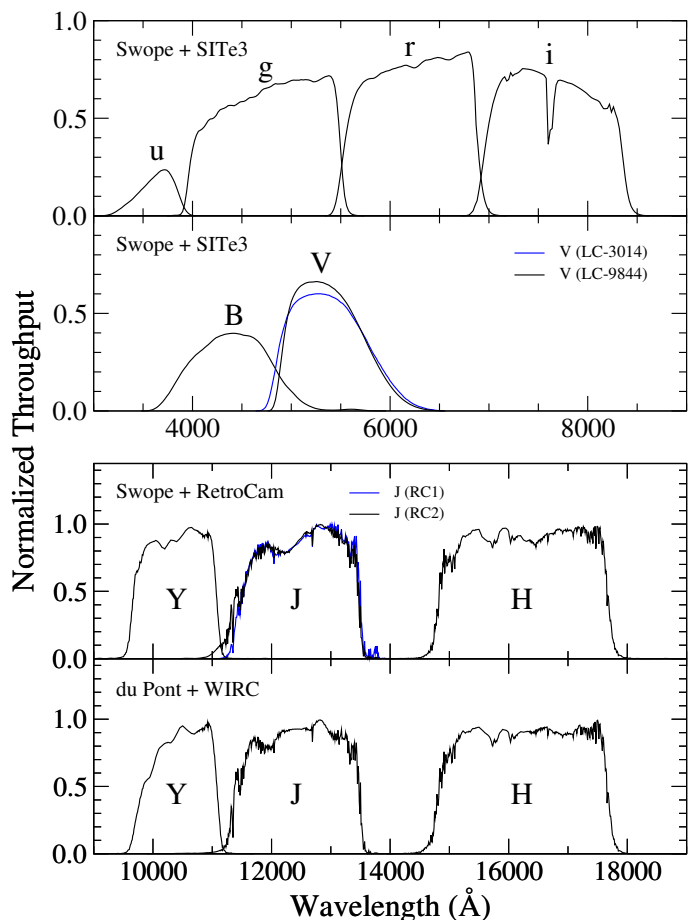 1.0
Swope + SITe3
u
g
r
i
0.5
0.0
Swope + SITe3
B
V
V (LC-3014)
V (LC-9844)
0.5
0.0
4000 6000 8000
Normalized Throughput
Swope + RetroCam
J (RC1)
J (RC2)
1.0
0.5
Y J H
0.0
du Pont + WIRC
1.0
0.5
Y J H
0.0
10000 12000 14000 16000 18000
Wavelength (Å)